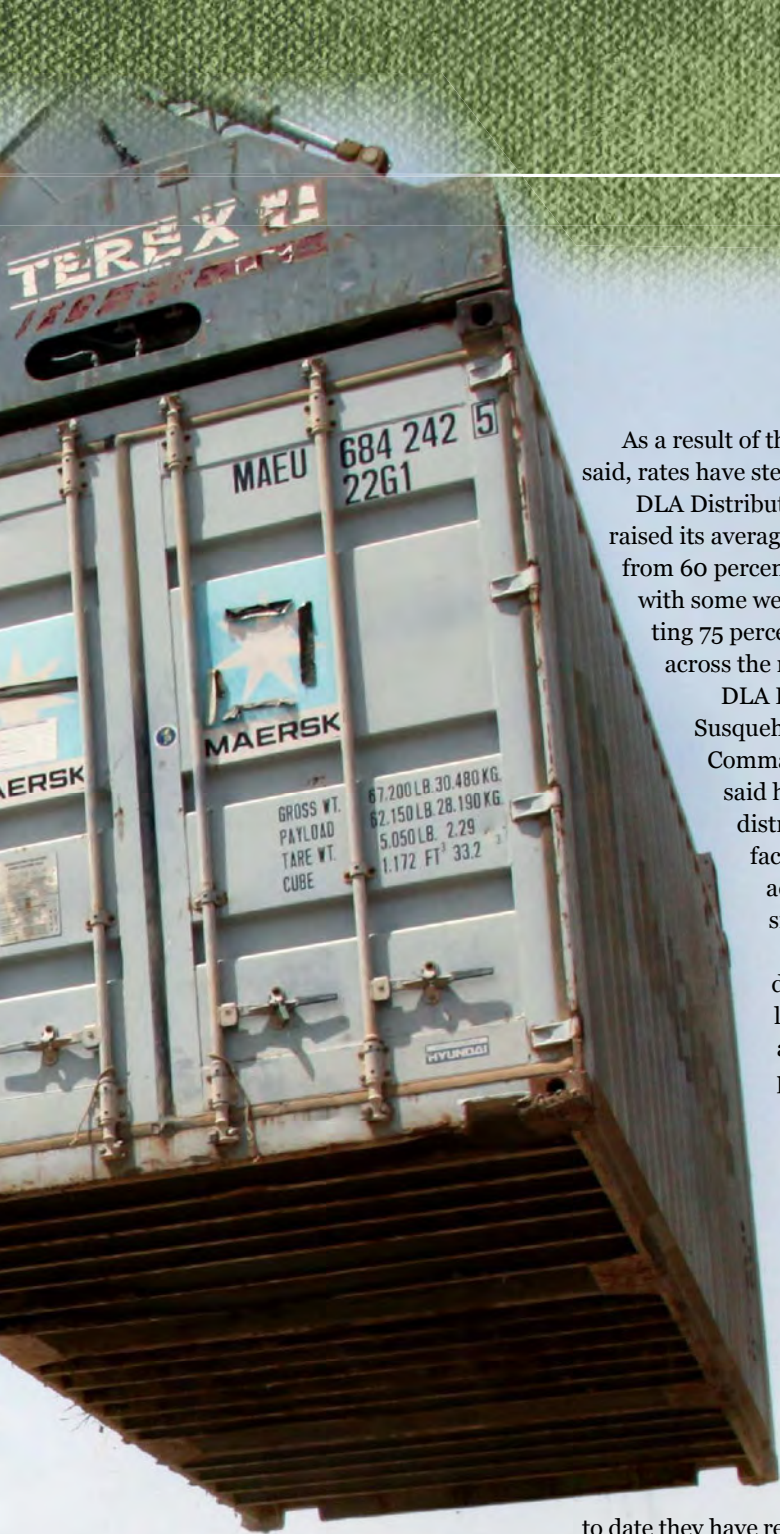 TEREX
MAEU 684 242 5
22G1
MAERSK
AERSK
GROSS WT. 67.200 LB. 30.480 KG.
PAYLOAD 62.150 LB. 28.190 KG.
TARE WT. 5.050 LB. 2.29
CUBE 1.172 FT³ 33.2
HYUNDAI
As a result of th
said, rates have ste
DLA Distribut
raised its averag
from 60 percen
with some we
ting 75 perce
across the
DLA
Susqueh
Comma
said h
distr
fac
a
s
d
l
a
to date they have re